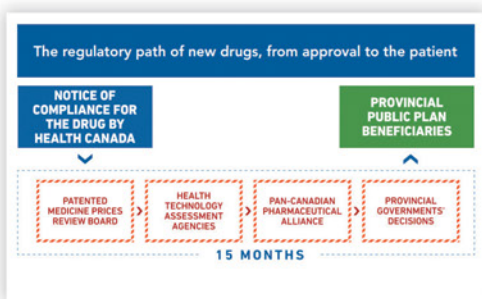 The regulatory path of new drugs, from approval to the patient
NOTICE OF
COMPLIANCE FOR
THE DRUG BY
HEALTH CANADA
PROVINCIAL
PUBLIC PLAN
BENEFICIARIES
PATENTED
MEDICINE PRICES
REVIEW BOARD
HEALTH
TECHNOLOGY
ASSESSMENT
AGENCIES
PAN-CANADIAN
PHARMACEUTICAL
ALLIANCE
PROVINCIAL
GOVERNMENTS'
DECISIONS
15 MONTHS